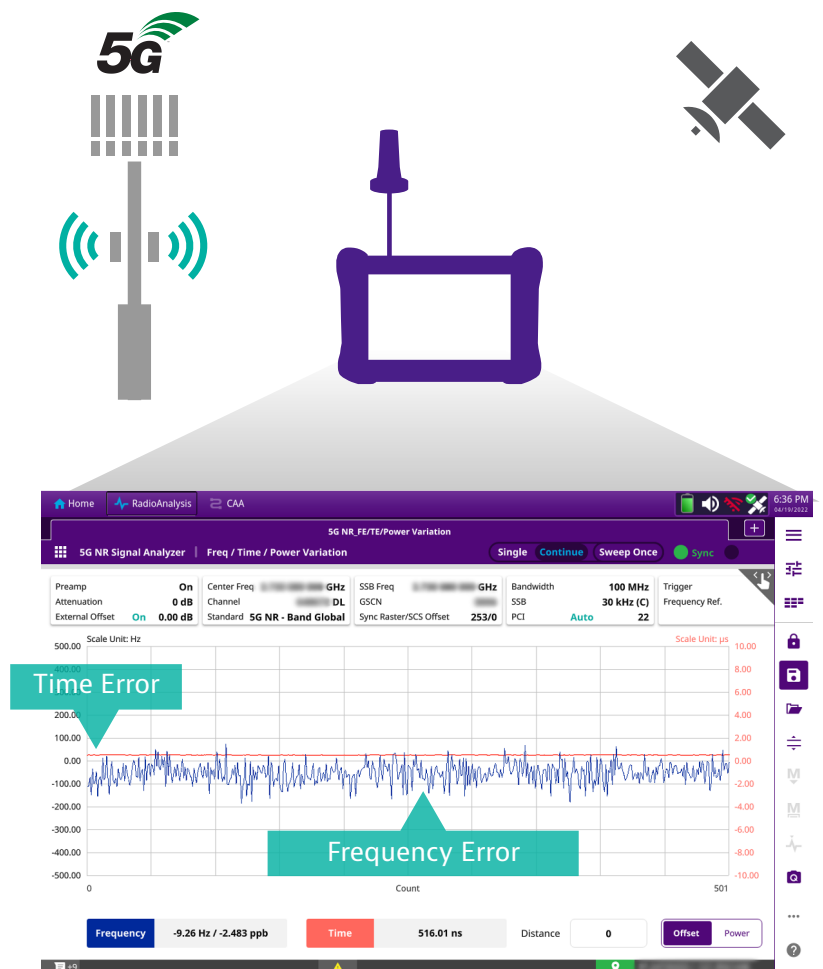 5G
Home RadioAnalysis CAA 6:36 PM
04/19/2022
5G NR_FE/TE/Power Variation +
5G NR Signal Analyzer | Freq / Time / Power Variation Single Continue Sweep Once Sync
Preamp On
Attenuation 0 dB
External Offset On 0.00 dB
Center Freq GHz
Channel DL
Standard 5G NR - Band Global
SSB Freq GHz
GSCN
Sync Raster/SCS Offset 253/0
Bandwidth 100 MHz
SSB 30 kHz (C)
PCI Auto 22
Trigger
Frequency Ref.
Scale Unit: Hz Scale Unit: µs
500.00 10.00
400.00 8.00
Time Error
6.00
200.00 4.00
100.00 2.00
0.00 0.00
-100.00 -2.00
-200.00 -4.00
-300.00 -6.00
Frequency Error
-400.00 -8.00
-500.00 -10.00
0 Count 501
Frequency -9.26 Hz / -2.483 ppb Time 516.01 ns Distance 0 Offset Power
M
M
Q
?
+9